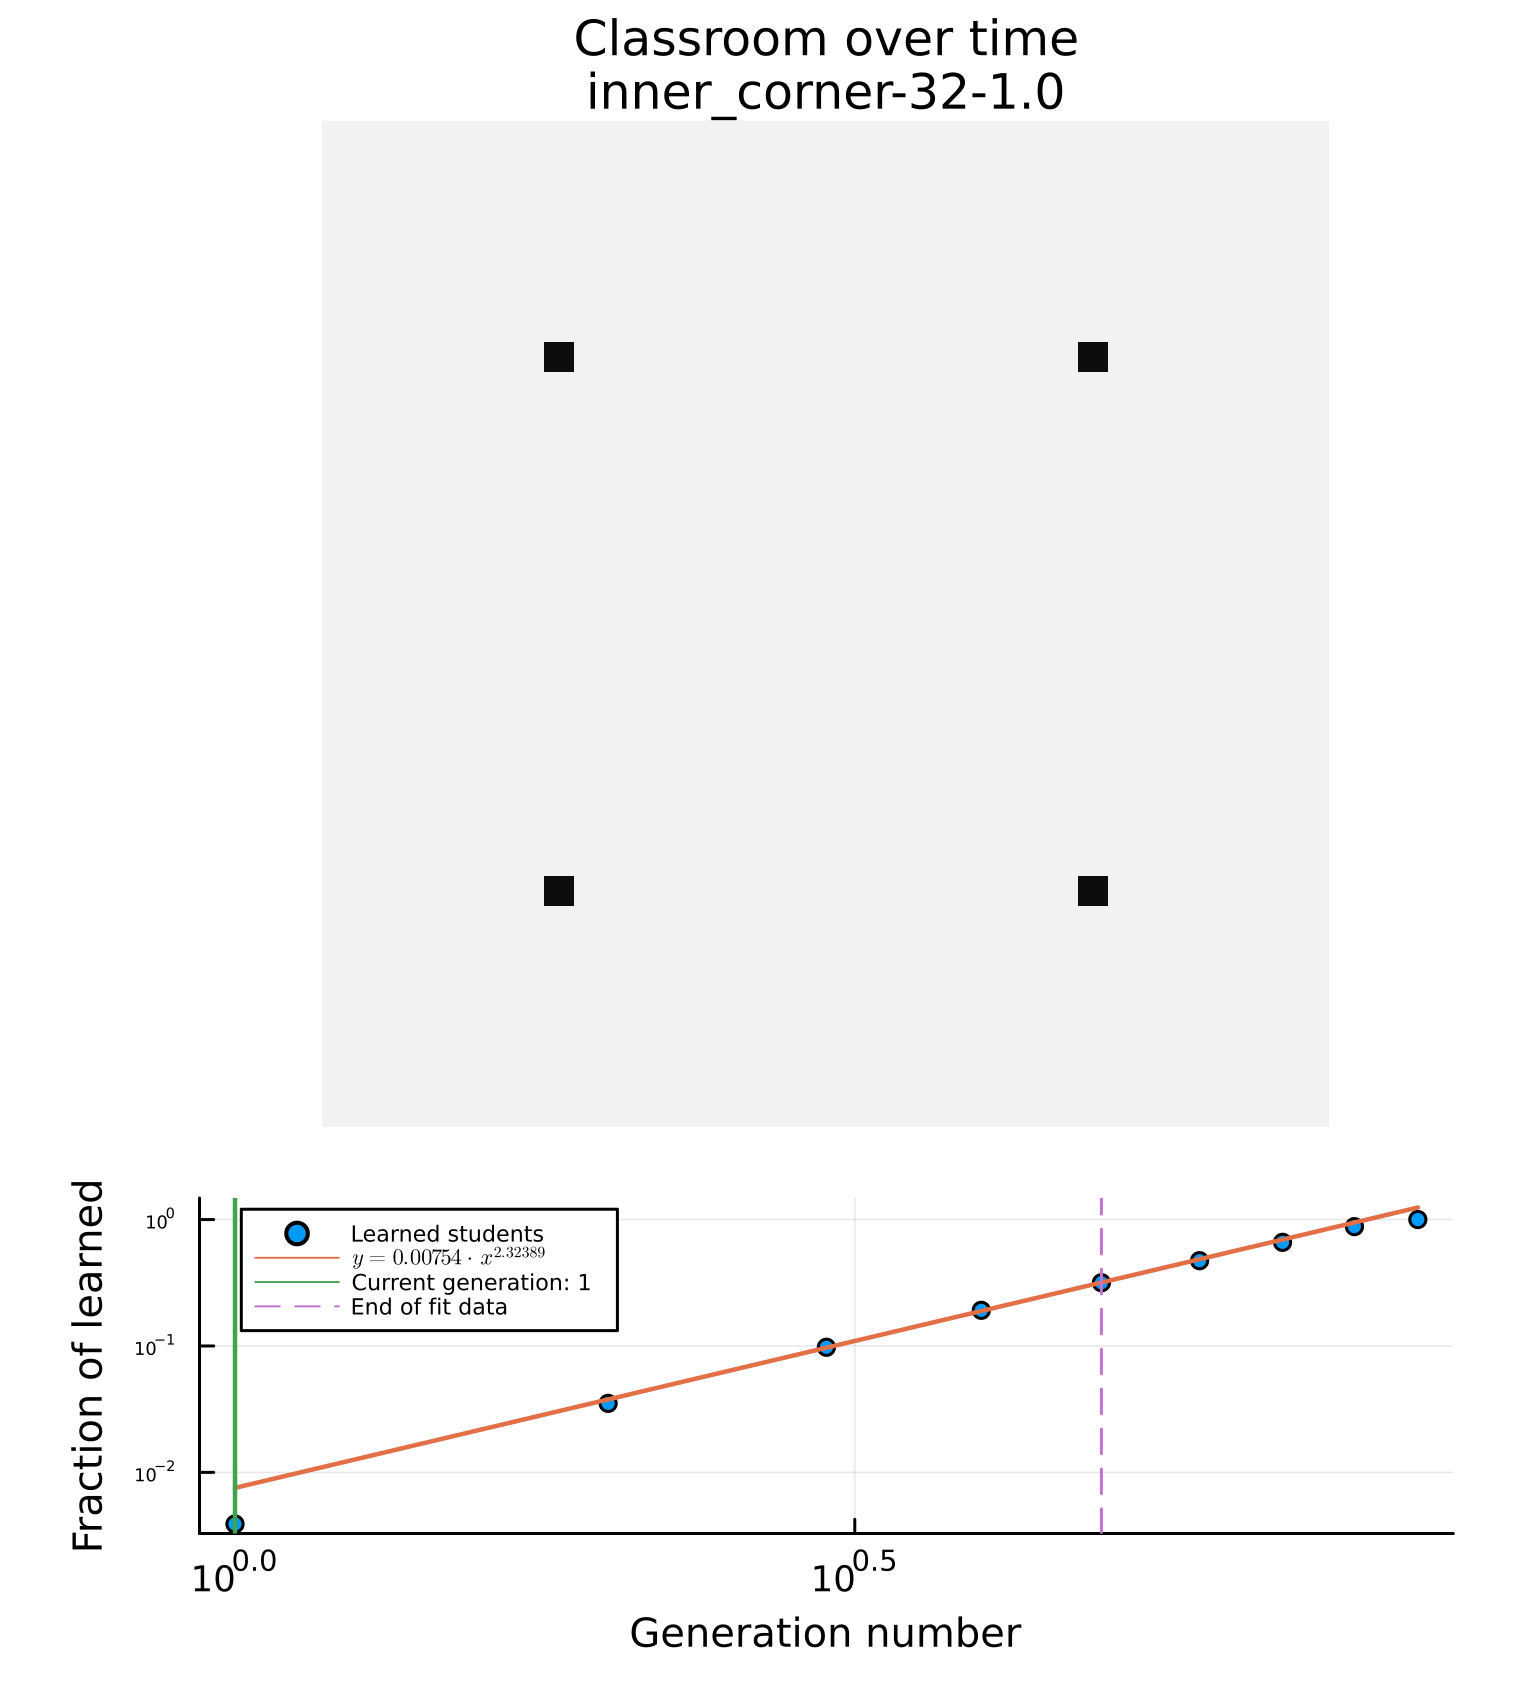 Classroom over time
inner_corner-32-1.0
Fraction of learned
10^0
10^-1
10^-2
Learned students
y = 0.00754 · x^2.32389
Current generation: 1
End of fit data
10^0.0
10^0.5
Generation number